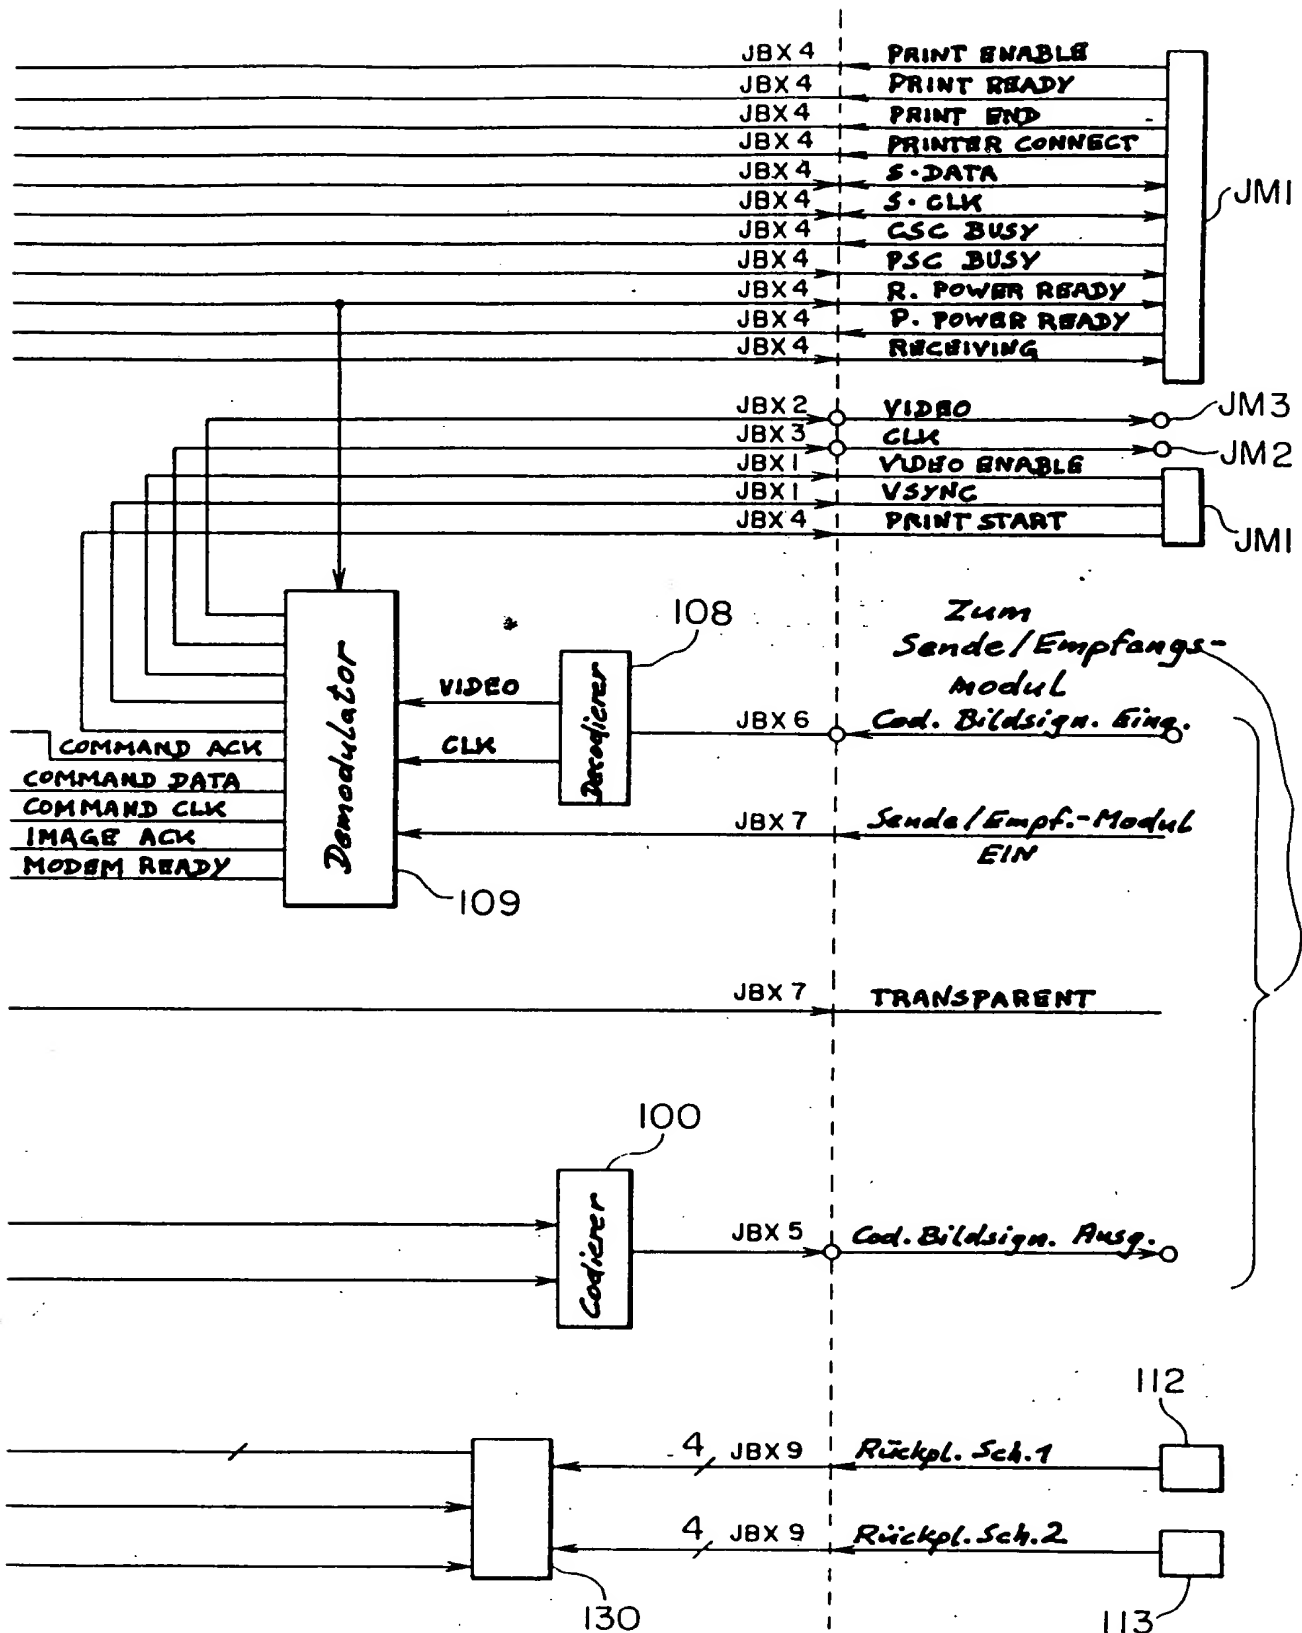 JBX 4 PRINT ENABLE
JBX 4 PRINT READY
JBX 4 PRINT END
JBX 4 PRINTER CONNECT
JBX 4 S·DATA
JBX 4 S·CLK
JM1
JBX 4 CSC BUSY
JBX 4 PSC BUSY
JBX 4 R. POWER READY
JBX 4 P. POWER READY
JBX 4 RECEIVING
JBX 2 VIDEO JM3
JBX 3 CLK JM2
JBX 1 VIDEO ENABLE
JBX 1 VSYNC
JBX 4 PRINT START
JM1
108
Zum
Sende/Empfangs-
modul
Demodulator
VIDEO
Decodierer
JBX 6 Cod. Bildsign. Eing.
COMMAND ACK
CLK
COMMAND DATA
COMMAND CLK
JBX 7 Sende/Empf.-Modul
EIN
IMAGE ACK
MODEM READY
109
JBX 7 TRANSPARENT
100
Codierer
JBX 5 Cod. Bildsign. Ausg.
112
4 JBX 9 Rückpl. Sch.1
4 JBX 9 Rückpl. Sch.2
130
113